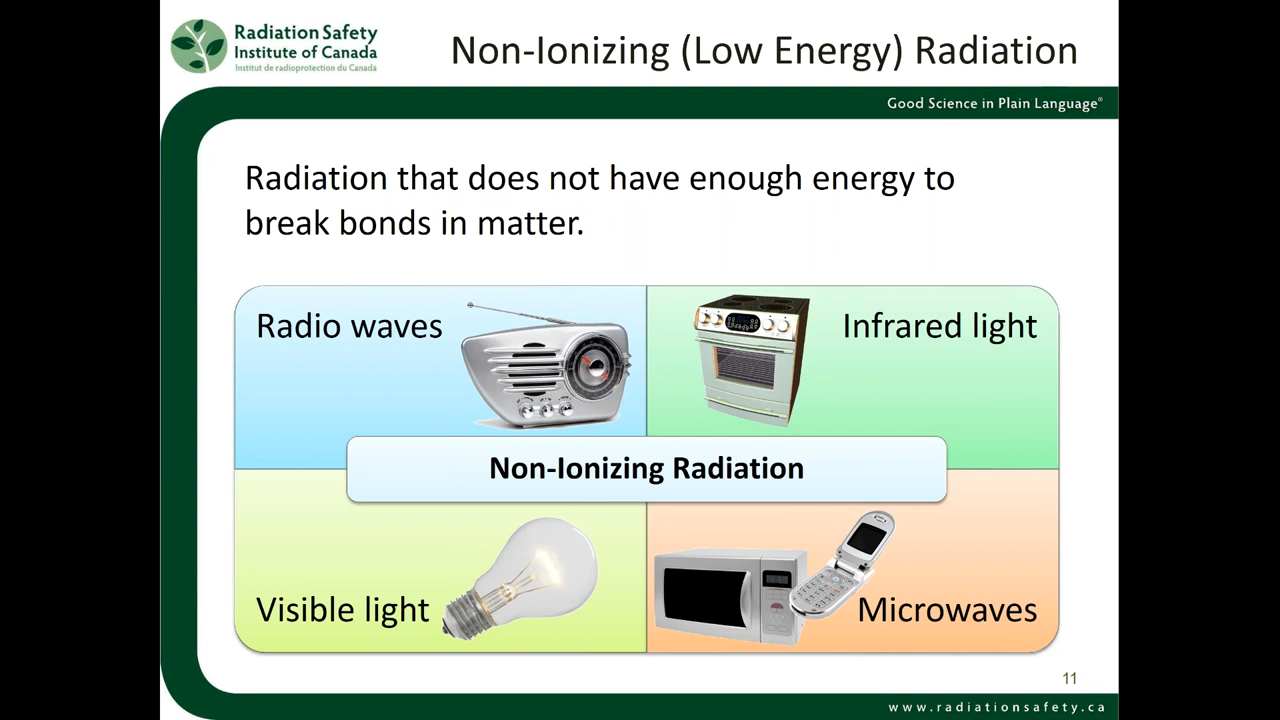 Radiation Safety
Institute of Canada
Institut de radioprotection du Canada
Non-Ionizing (Low Energy) Radiation
Good Science in Plain Language®
Radiation that does not have enough energy to
break bonds in matter.
Radio waves
Infrared light
Non-Ionizing Radiation
Visible light
Microwaves
11
www.radiationsafety.ca